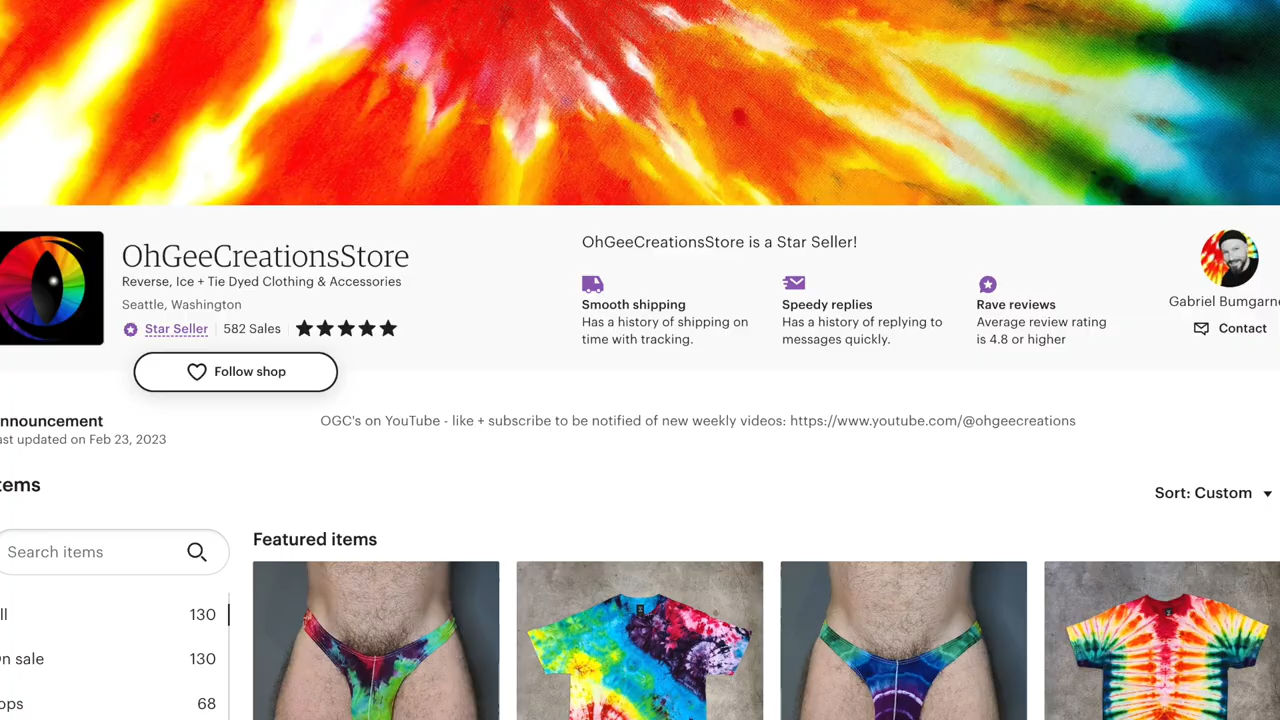 OhGeeCreationsStore
Reverse, Ice + Tie Dyed Clothing & Accessories
Seattle, Washington
Star Seller
582 Sales
Follow shop
OhGeeCreationsStore is a Star Seller!
Smooth shipping
Has a history of shipping on
time with tracking.
Speedy replies
Has a history of replying to
messages quickly.
Rave reviews
Average review rating
is 4.8 or higher
Gabriel Bumgarn
Contact
nnouncement
ast updated on Feb 23, 2023
OGC's on YouTube - like + subscribe to be notified of new weekly videos: https://www.youtube.com/@ohgeecreations
tems
Sort: Custom
Search items
Featured items
ll 130
n sale 130
ops 68